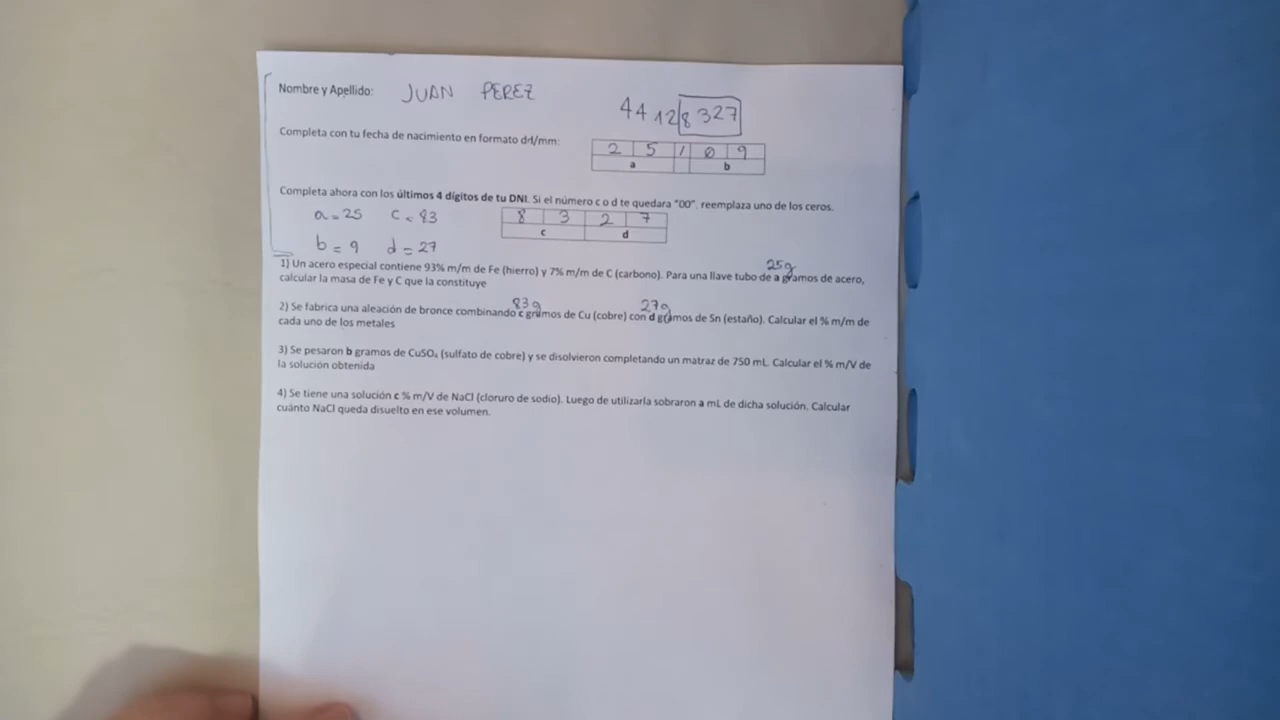 Nombre y Apellido: JUAN PEREZ
44128327
Completa con tu fecha de nacimiento en formato dd/mm:
2 5 / 0 9
a b
Completa ahora con los últimos 4 dígitos de tu DNI. Si el número c o d te quedara "00", reemplaza uno de los ceros.
a = 25 c = 83
8 3 2 7
c d
b = 9 d = 27
25g
1) Un acero especial contiene 93% m/m de Fe (hierro) y 7% m/m de C (carbono). Para una llave tubo de a gramos de acero,
calcular la masa de Fe y C que la constituye
83g 27g
2) Se fabrica una aleación de bronce combinando c gramos de Cu (cobre) con d gramos de Sn (estaño). Calcular el % m/m de
cada uno de los metales
3) Se pesaron b gramos de CuSO₄ (sulfato de cobre) y se disolvieron completando un matraz de 750 mL. Calcular el % m/V de
la solución obtenida
4) Se tiene una solución c % m/V de NaCl (cloruro de sodio). Luego de utilizarla sobraron a mL de dicha solución. Calcular
cuánto NaCl queda disuelto en ese volumen.